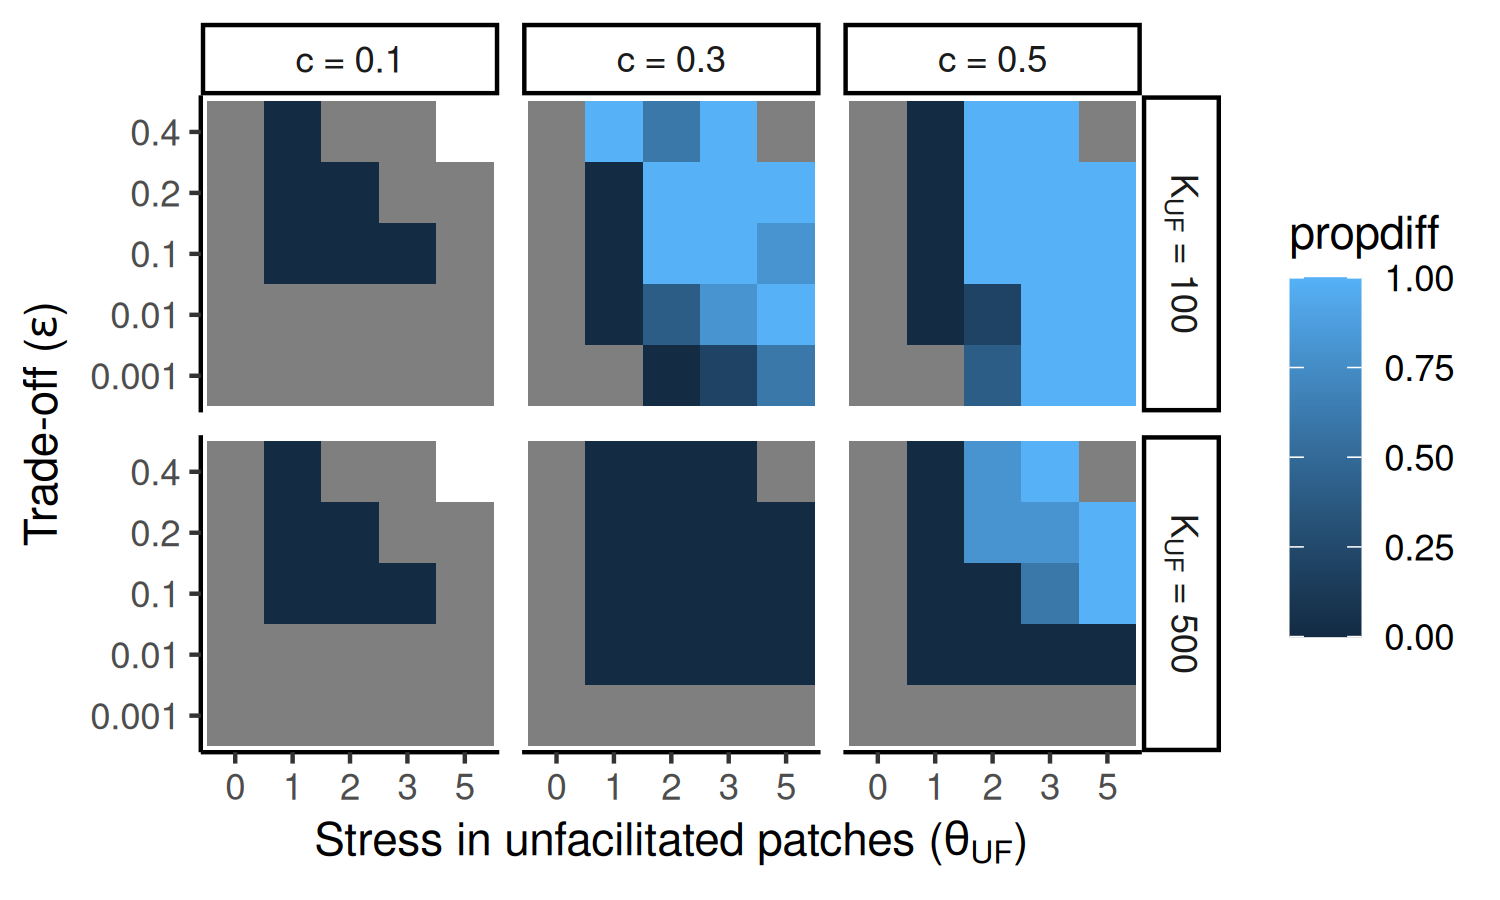 c = 0.1
c = 0.3
c = 0.5
0.4
0.2
0.1
0.01
0.001
K_UF = 100
0.4
0.2
0.1
0.01
0.001
K_UF = 500
Trade-off (ε)
0 1 2 3 5
0 1 2 3 5
0 1 2 3 5
Stress in unfacilitated patches (θ_UF)
propdiff
1.00
0.75
0.50
0.25
0.00